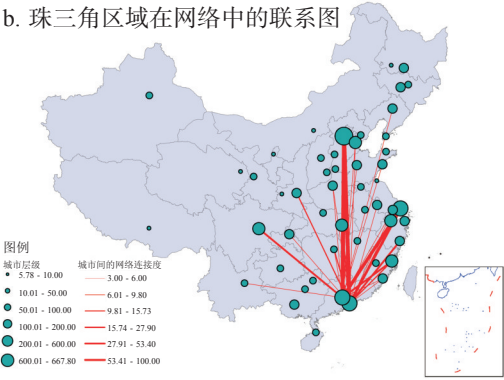 b. 珠三角区域在网络中的联系图
图例
城市层级 城市间的网络连接度
5.78 - 10.00 3.00 - 6.00
10.01 - 50.00 6.01 - 9.80
50.01 - 100.00 9.81 - 15.73
100.01 - 200.00 15.74 - 27.90
200.01 - 600.00 27.91 - 53.40
600.01 - 667.80 53.41 - 100.00